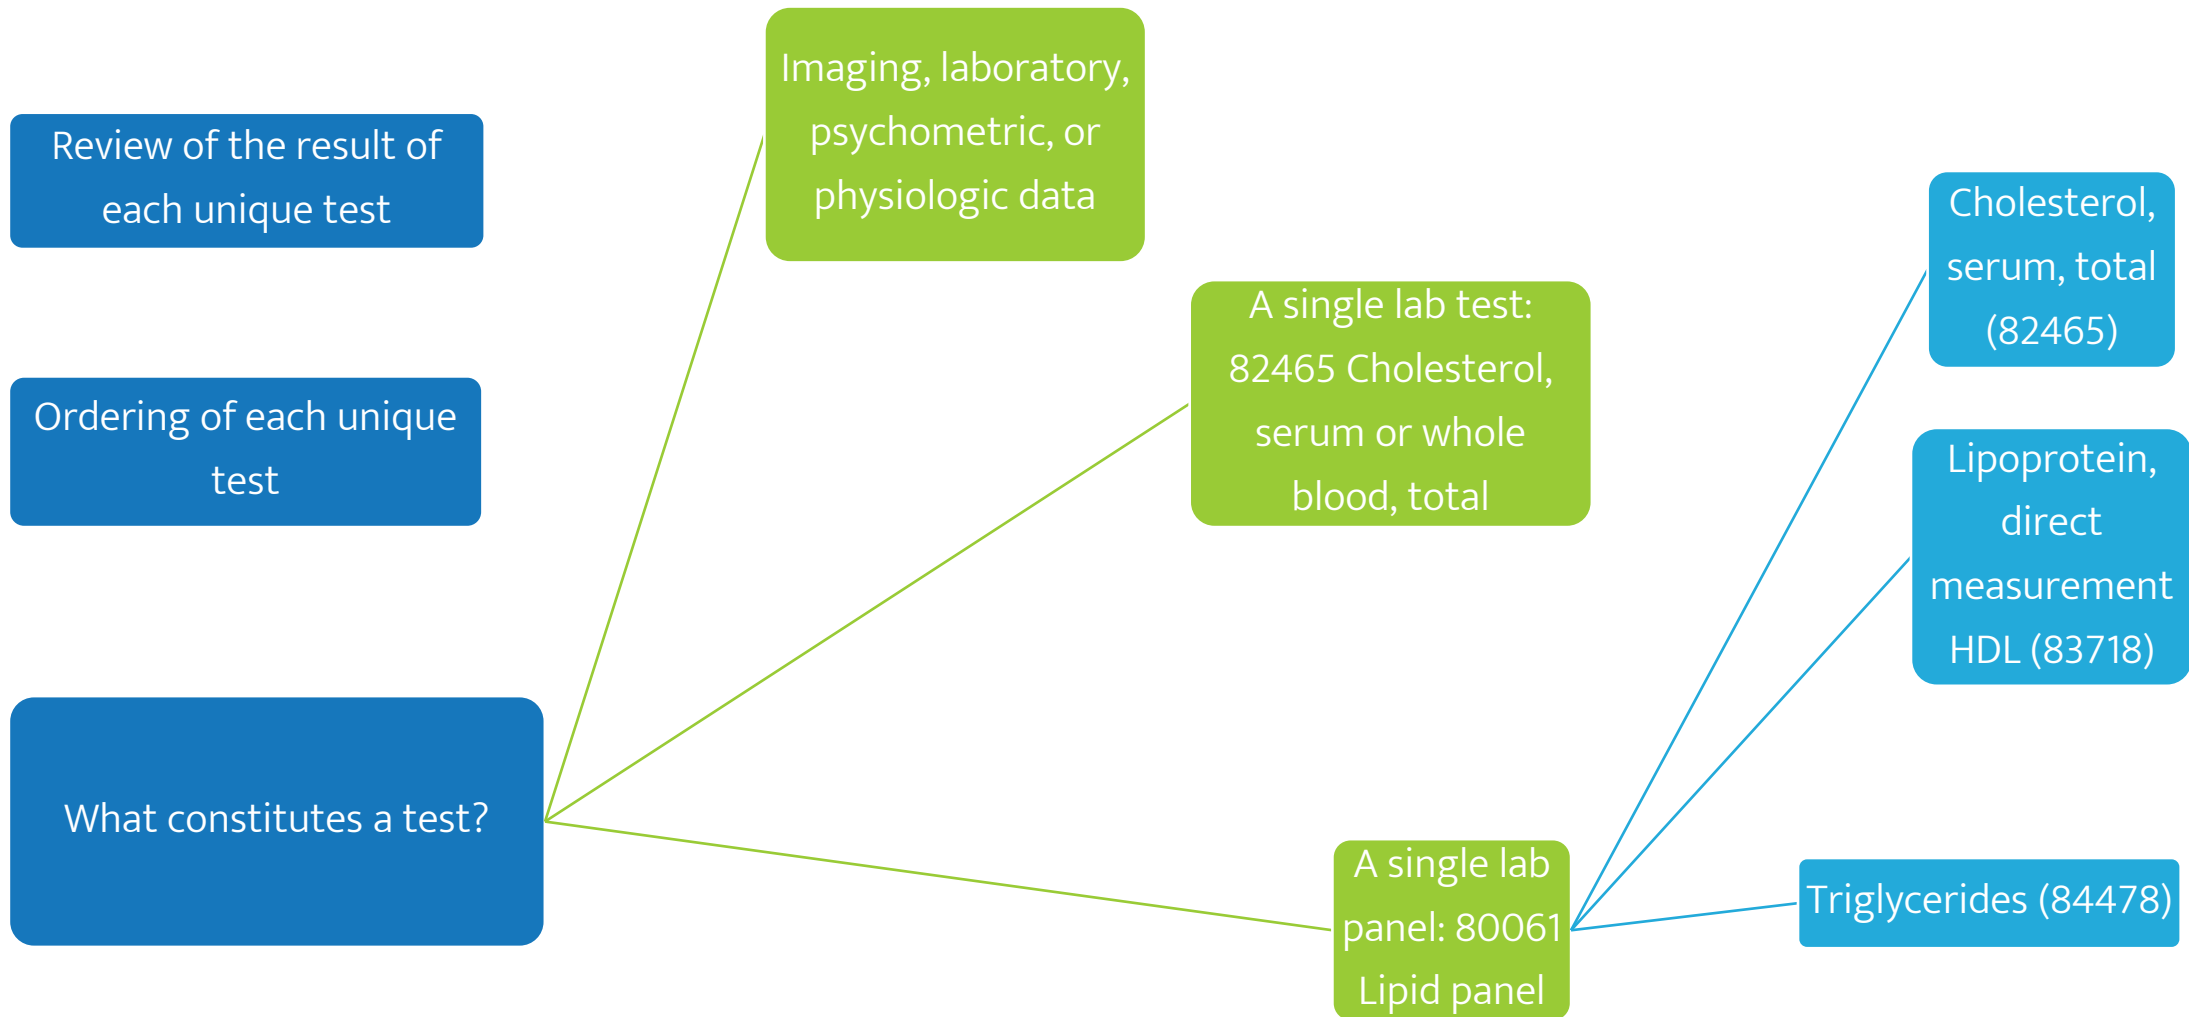 Review of the result of
each unique test
Ordering of each unique
test
What constitutes a test?
Imaging, laboratory,
psychometric, or
physiologic data
A single lab test:
82465 Cholesterol,
serum or whole
blood, total
A single lab
panel: 80061
Lipid panel
Cholesterol,
serum, total
(82465)
Lipoprotein,
direct
measurement
HDL (83718)
Triglycerides (84478)